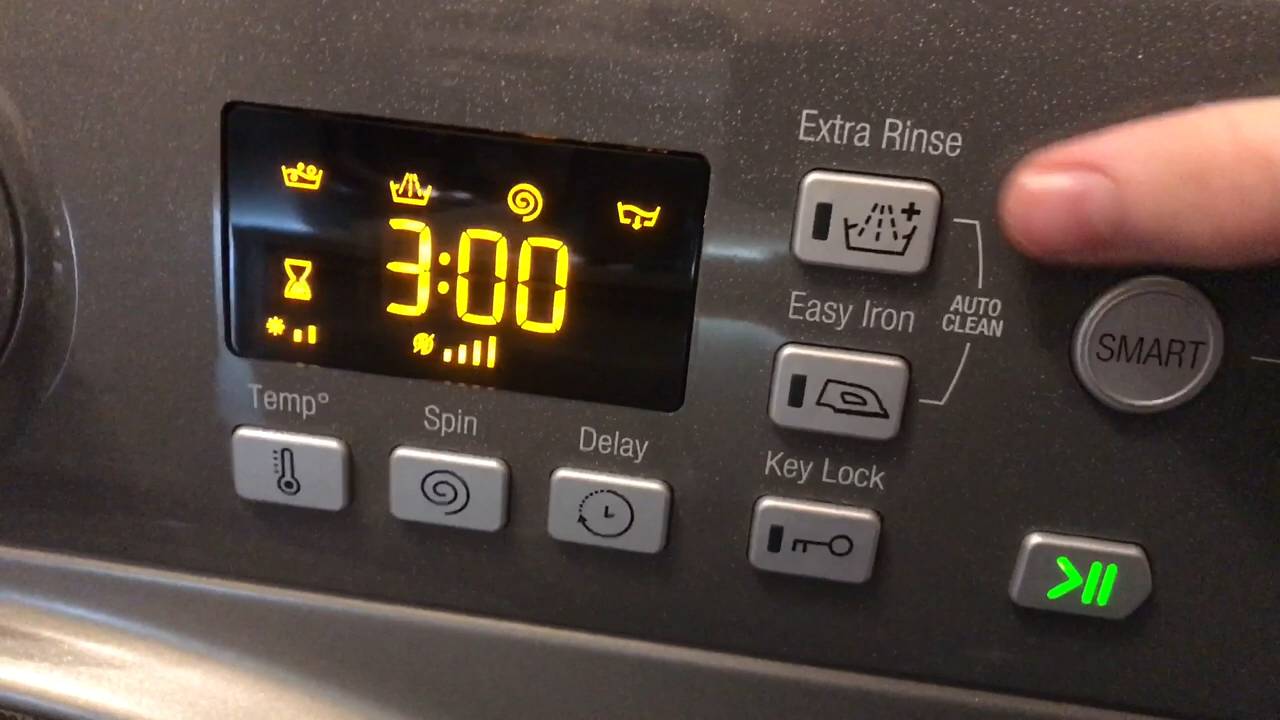 3:00
Temp°
Spin
Delay
Extra Rinse
Easy Iron
AUTO
CLEAN
Key Lock
SMART